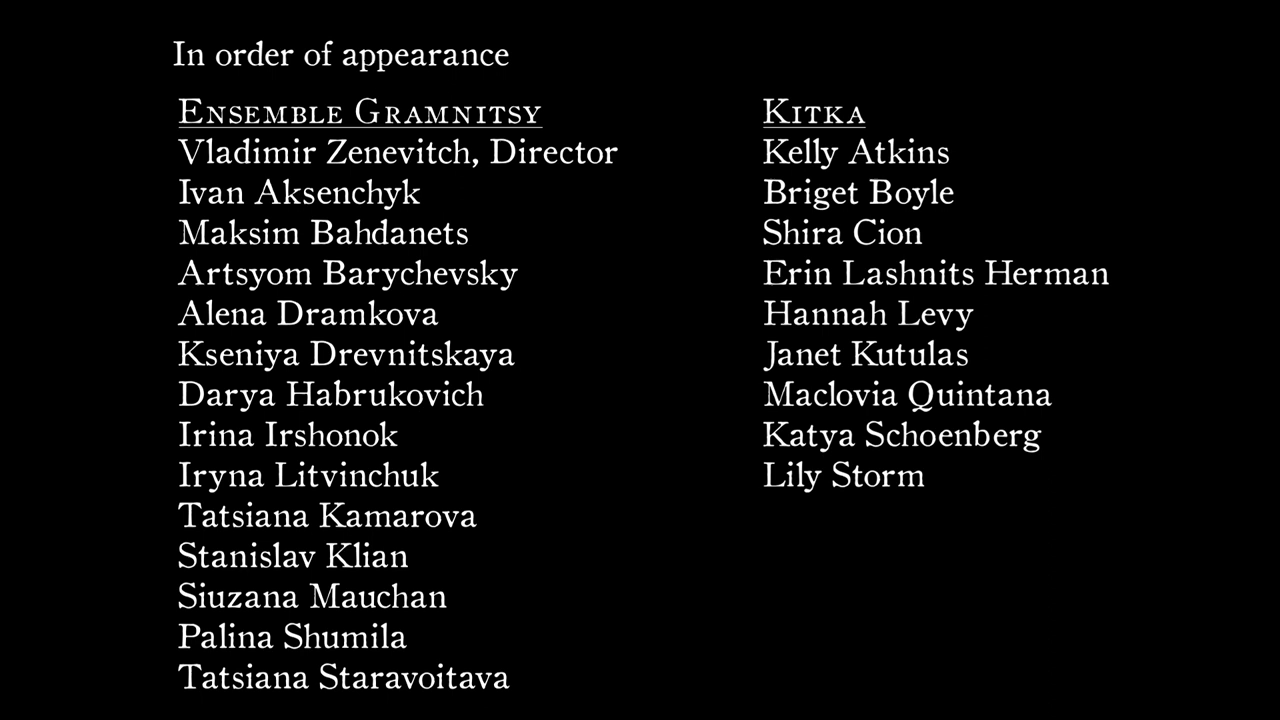 In order of appearance
ENSEMBLE GRAMNITSY
Vladimir Zenevitch, Director
Ivan Aksenchyk
Maksim Bahdanets
Artsyom Barychevsky
Alena Dramkova
Kseniya Drevnitskaya
Darya Habrukovich
Irina Irshonok
Iryna Litvinchuk
Tatsiana Kamarova
Stanislav Klian
Siuzana Mauchan
Palina Shumila
Tatsiana Staravoitava
KITKA
Kelly Atkins
Briget Boyle
Shira Cion
Erin Lashnits Herman
Hannah Levy
Janet Kutulas
Maclovia Quintana
Katya Schoenberg
Lily Storm